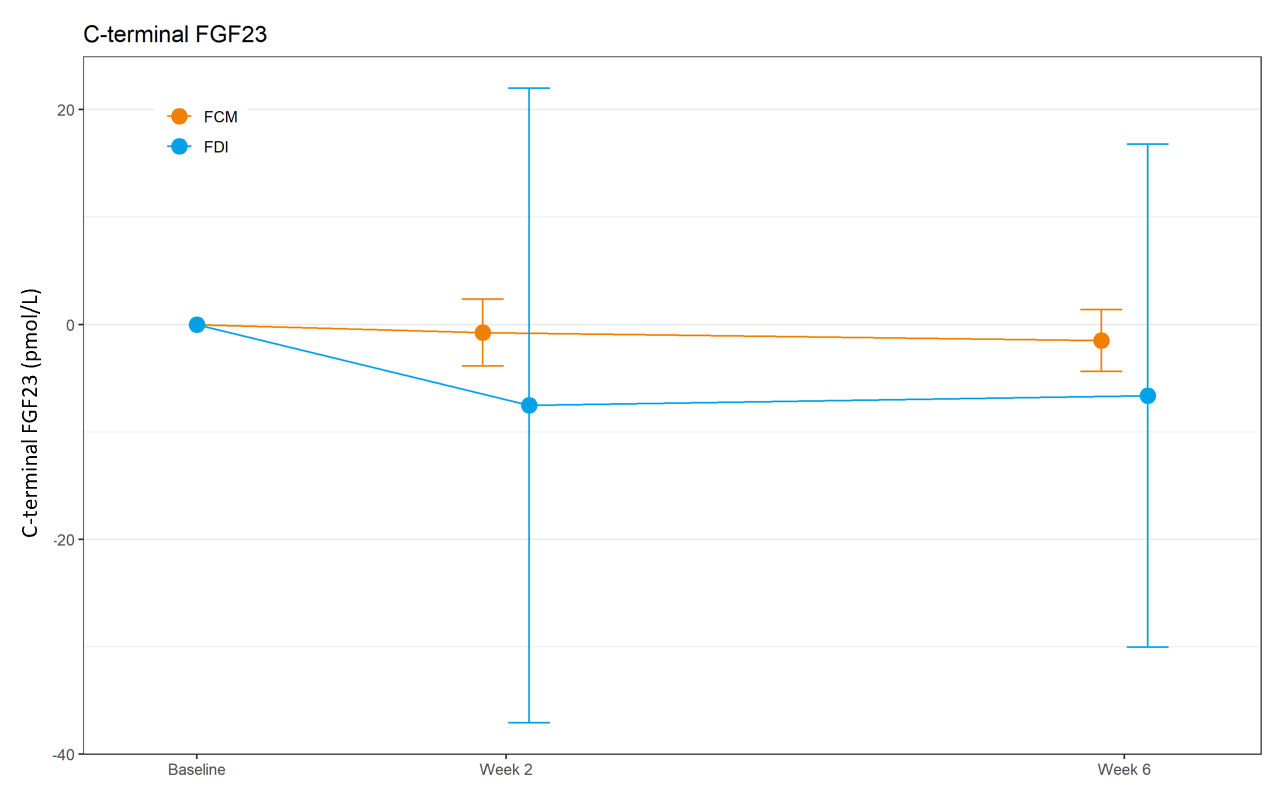 C-terminal FGF23
FCM
FDI
C-terminal FGF23 (pmol/L)
20
0
-20
-40
Baseline
Week 2
Week 6